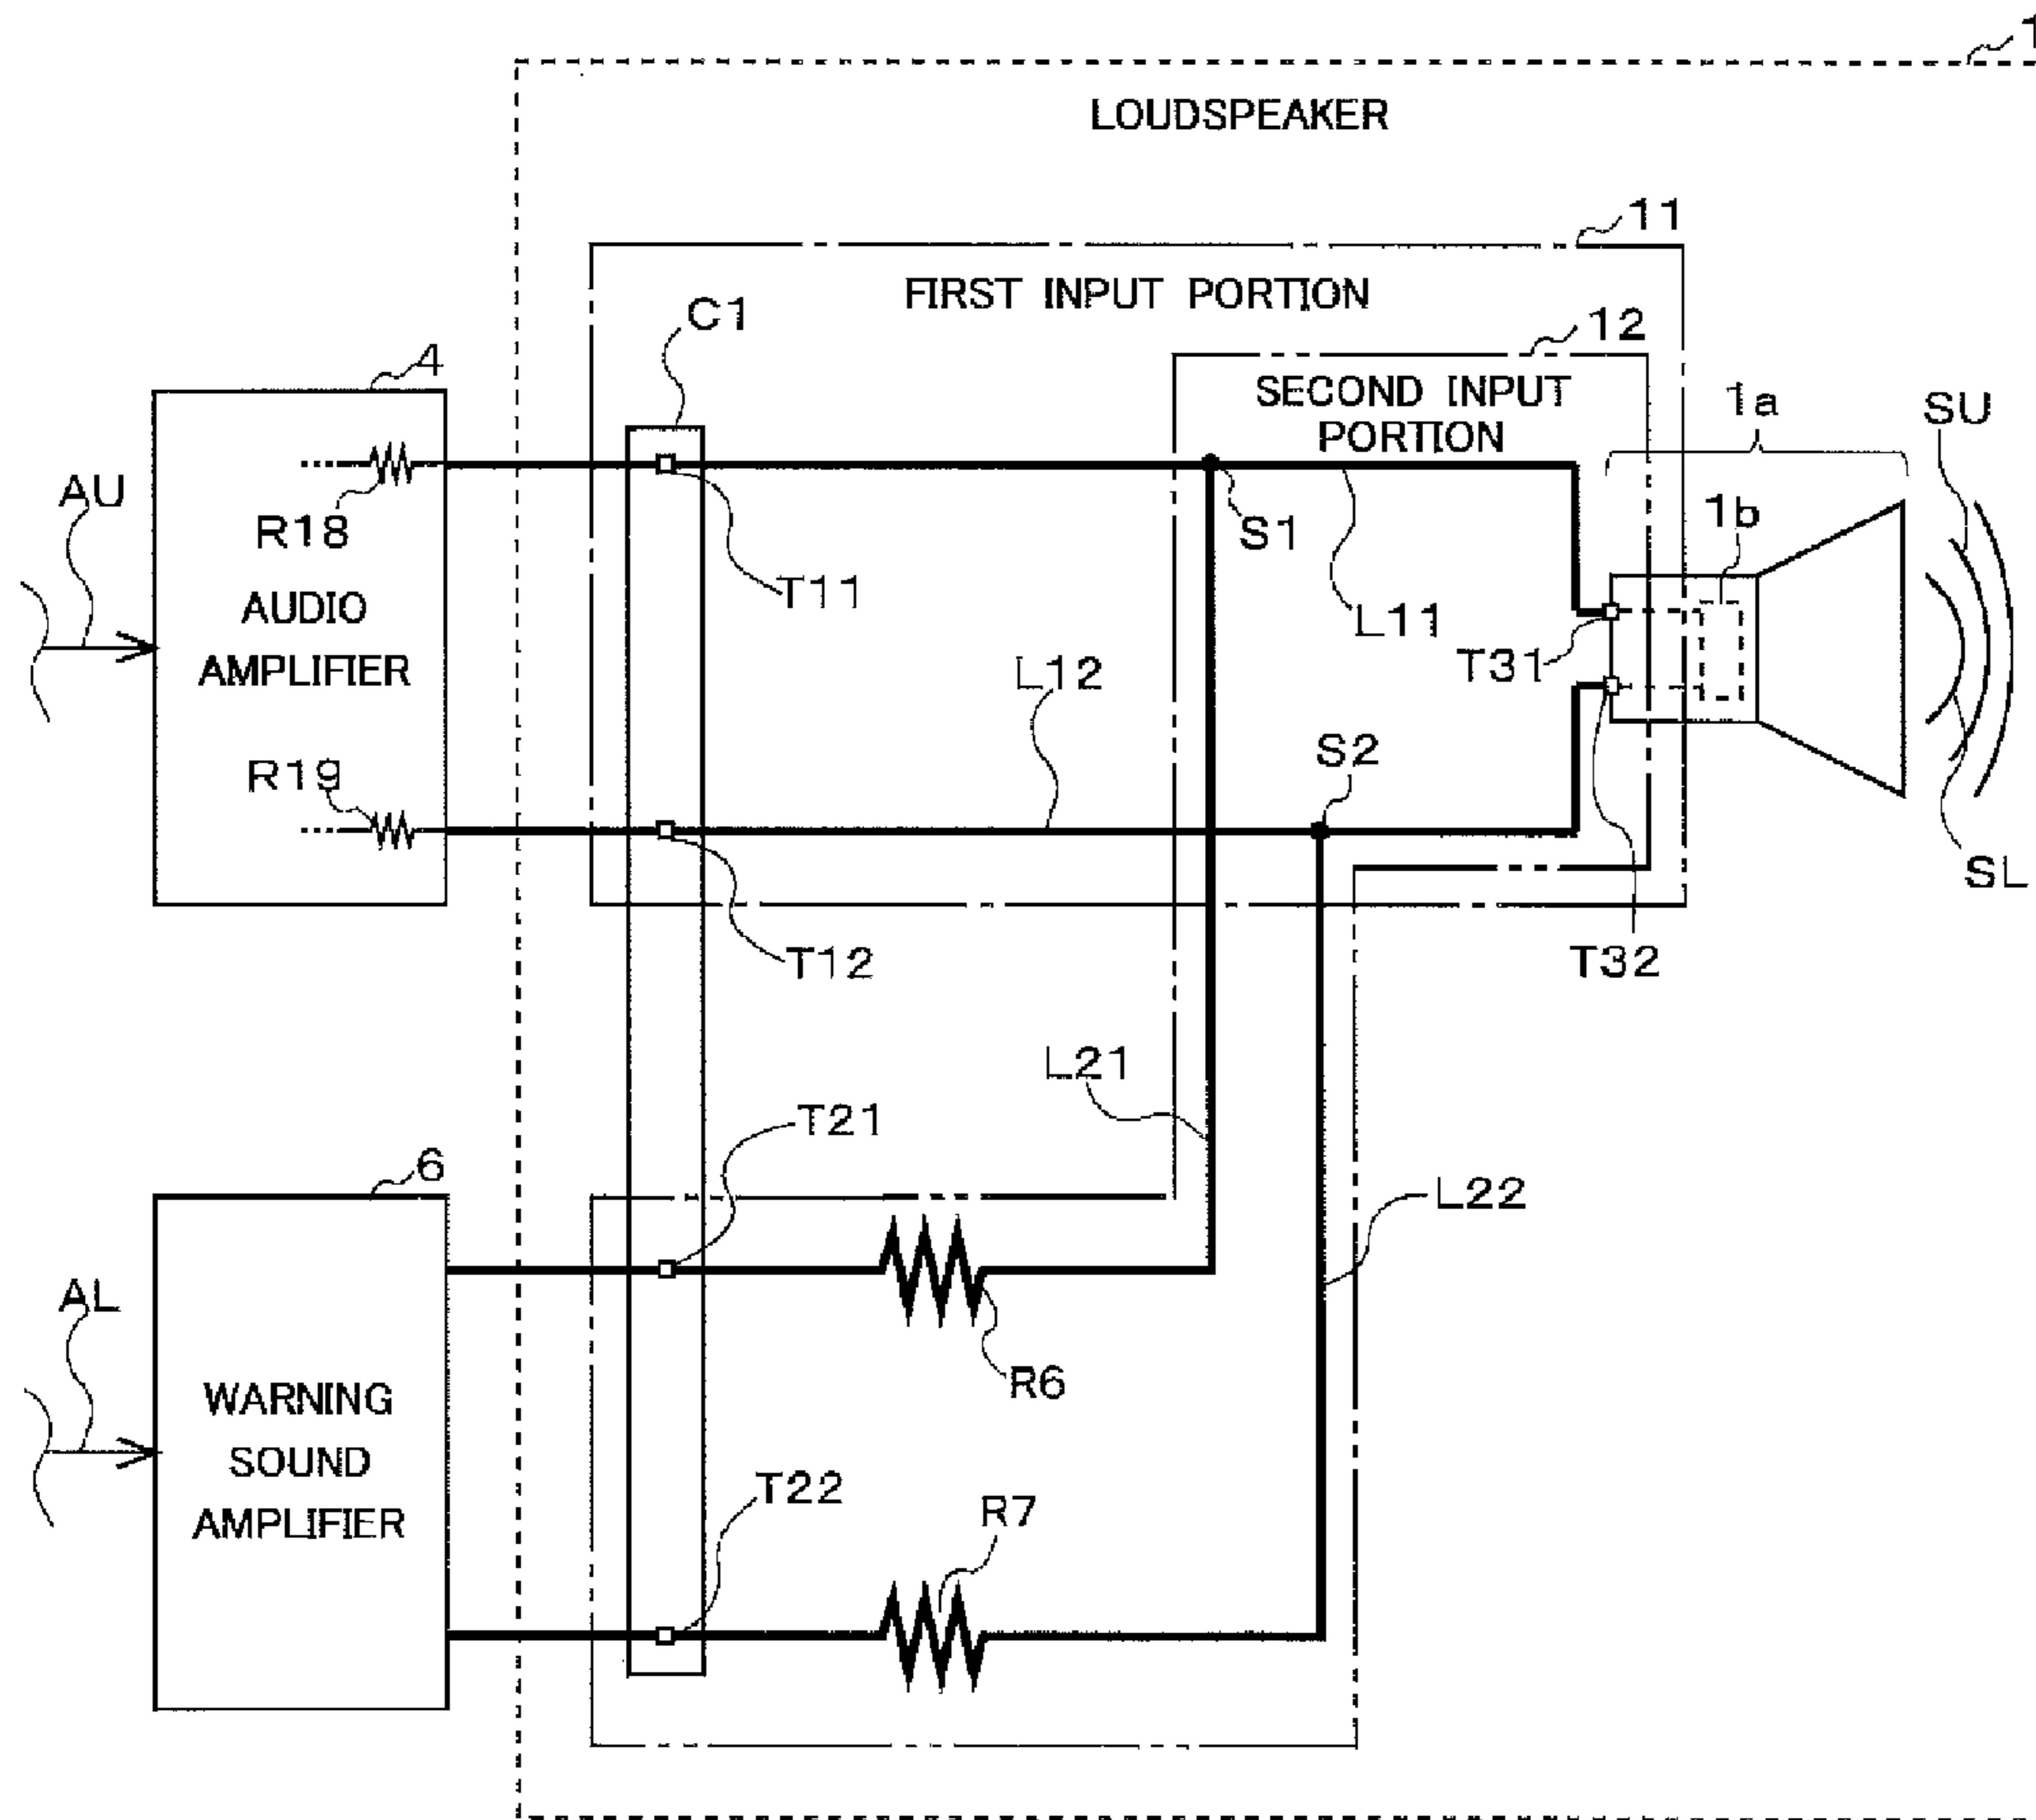 1
LOUDSPEAKER
11
FIRST INPUT PORTION
C1
12
4
SECOND INPUT
PORTION
1a
SU
AU
R18
S1
1b
T11
L11
AUDIO
AMPLIFIER
L12
T31
R19
S2
SL
T12
T32
L21
T21
6
L22
AL
R6
WARNING
SOUND
AMPLIFIER
T22
R7